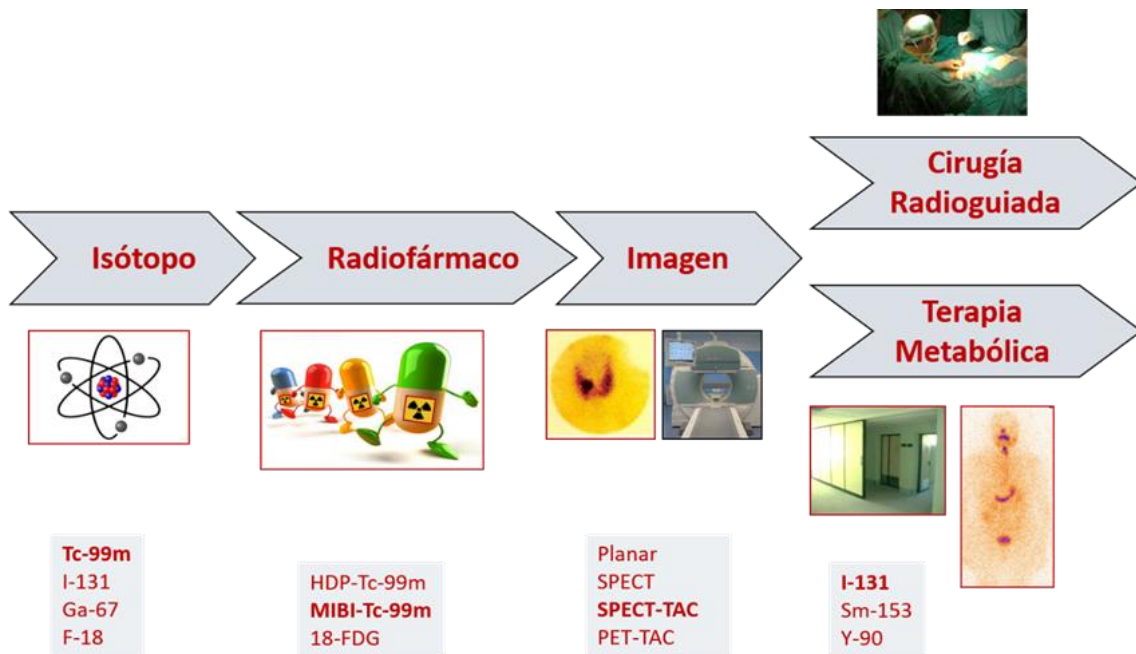 Isótopo
Radiofármaco
Imagen
Cirugía
Radioguiada
Terapia
Metabólica
Tc-99m
I-131
Ga-67
F-18
HDP-Tc-99m
MIBI-Tc-99m
18-FDG
Planar
SPECT
SPECT-TAC
PET-TAC
I-131
Sm-153
Y-90